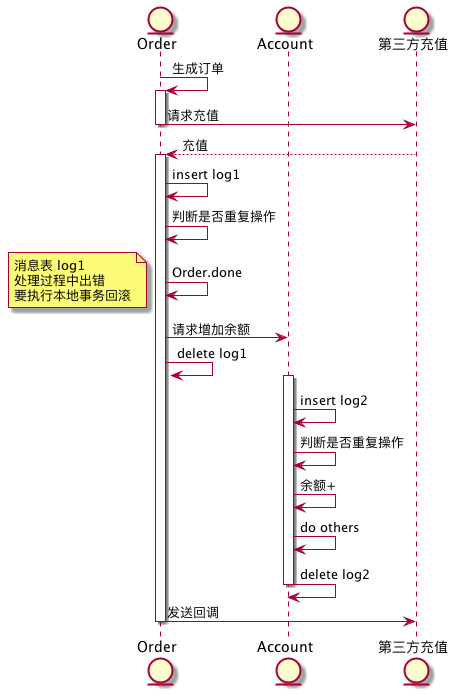 Order
Account
第三方充值
生成订单
请求充值
充值
insert log1
判断是否重复操作
消息表 log1
处理过程中出错
要执行本地事务回滚
Order.done
请求增加余额
delete log1
insert log2
判断是否重复操作
余额+
do others
delete log2
发送回调
Order
Account
第三方充值